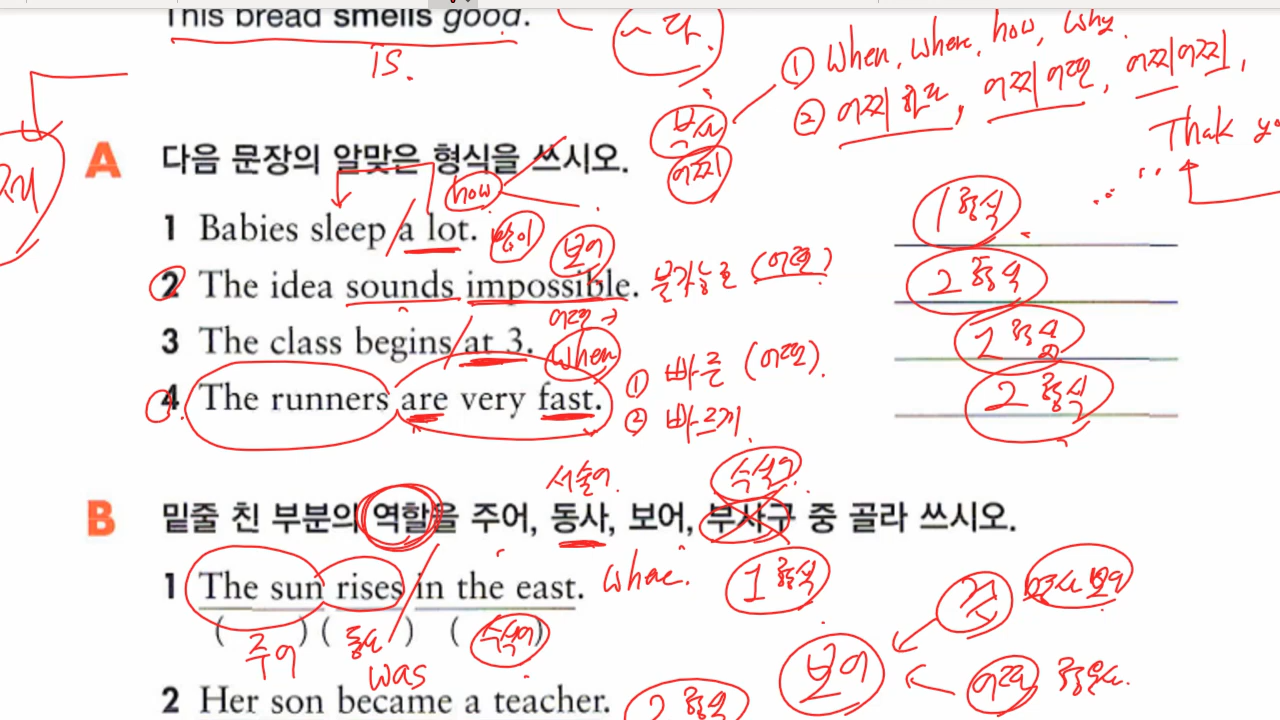 This bread smells good.
is.
~다.
① When, where, how, why.
② 어찌 한다, 어찌 어떤, 어찌 어찌,
Thak yo
부사
어찌
A 다음 문장의 알맞은 형식을 쓰시오.
how
1 Babies sleep / a lot. 많이 1형식
보어
2 The idea sounds impossible. 불가능한 (어떤) 2형식
어떤
3 The class begins / at 3. when 2형식
① 빠른 (어떤).
4 The runners are very fast. 2형식
② 빠르게.
서술어. 수식어
B 밑줄 친 부분의 역할을 주어, 동사, 보어, 부사구 중 골라 쓰시오.
1 The sun rises / in the east. where. 1형식
( 주어 ) ( 동사 ) ( 수식어 )
was
보어
어떤 형용사.
2 Her son became a teacher. 2형식